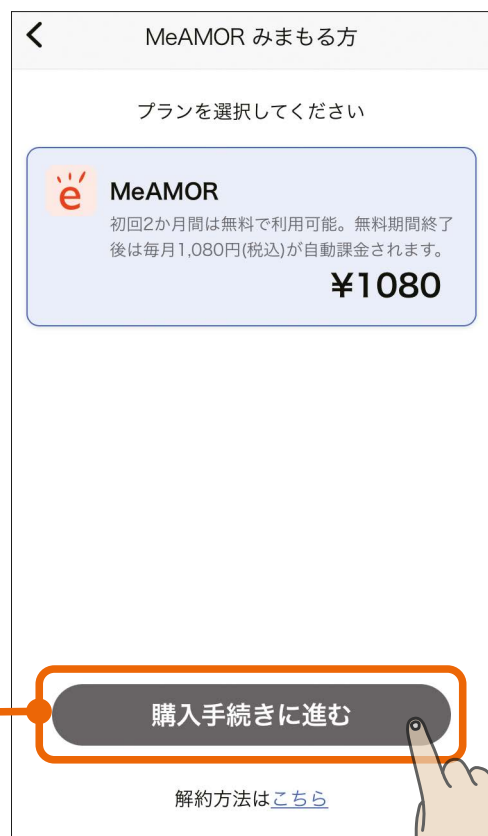 MeAMOR みまもる方
プランを選択してください
MeAMOR
初回2か月間は無料で利用可能。無料期間終了
後は毎月1,080円(税込)が自動課金されます。
¥1080
購入手続きに進む
解約方法はこちら